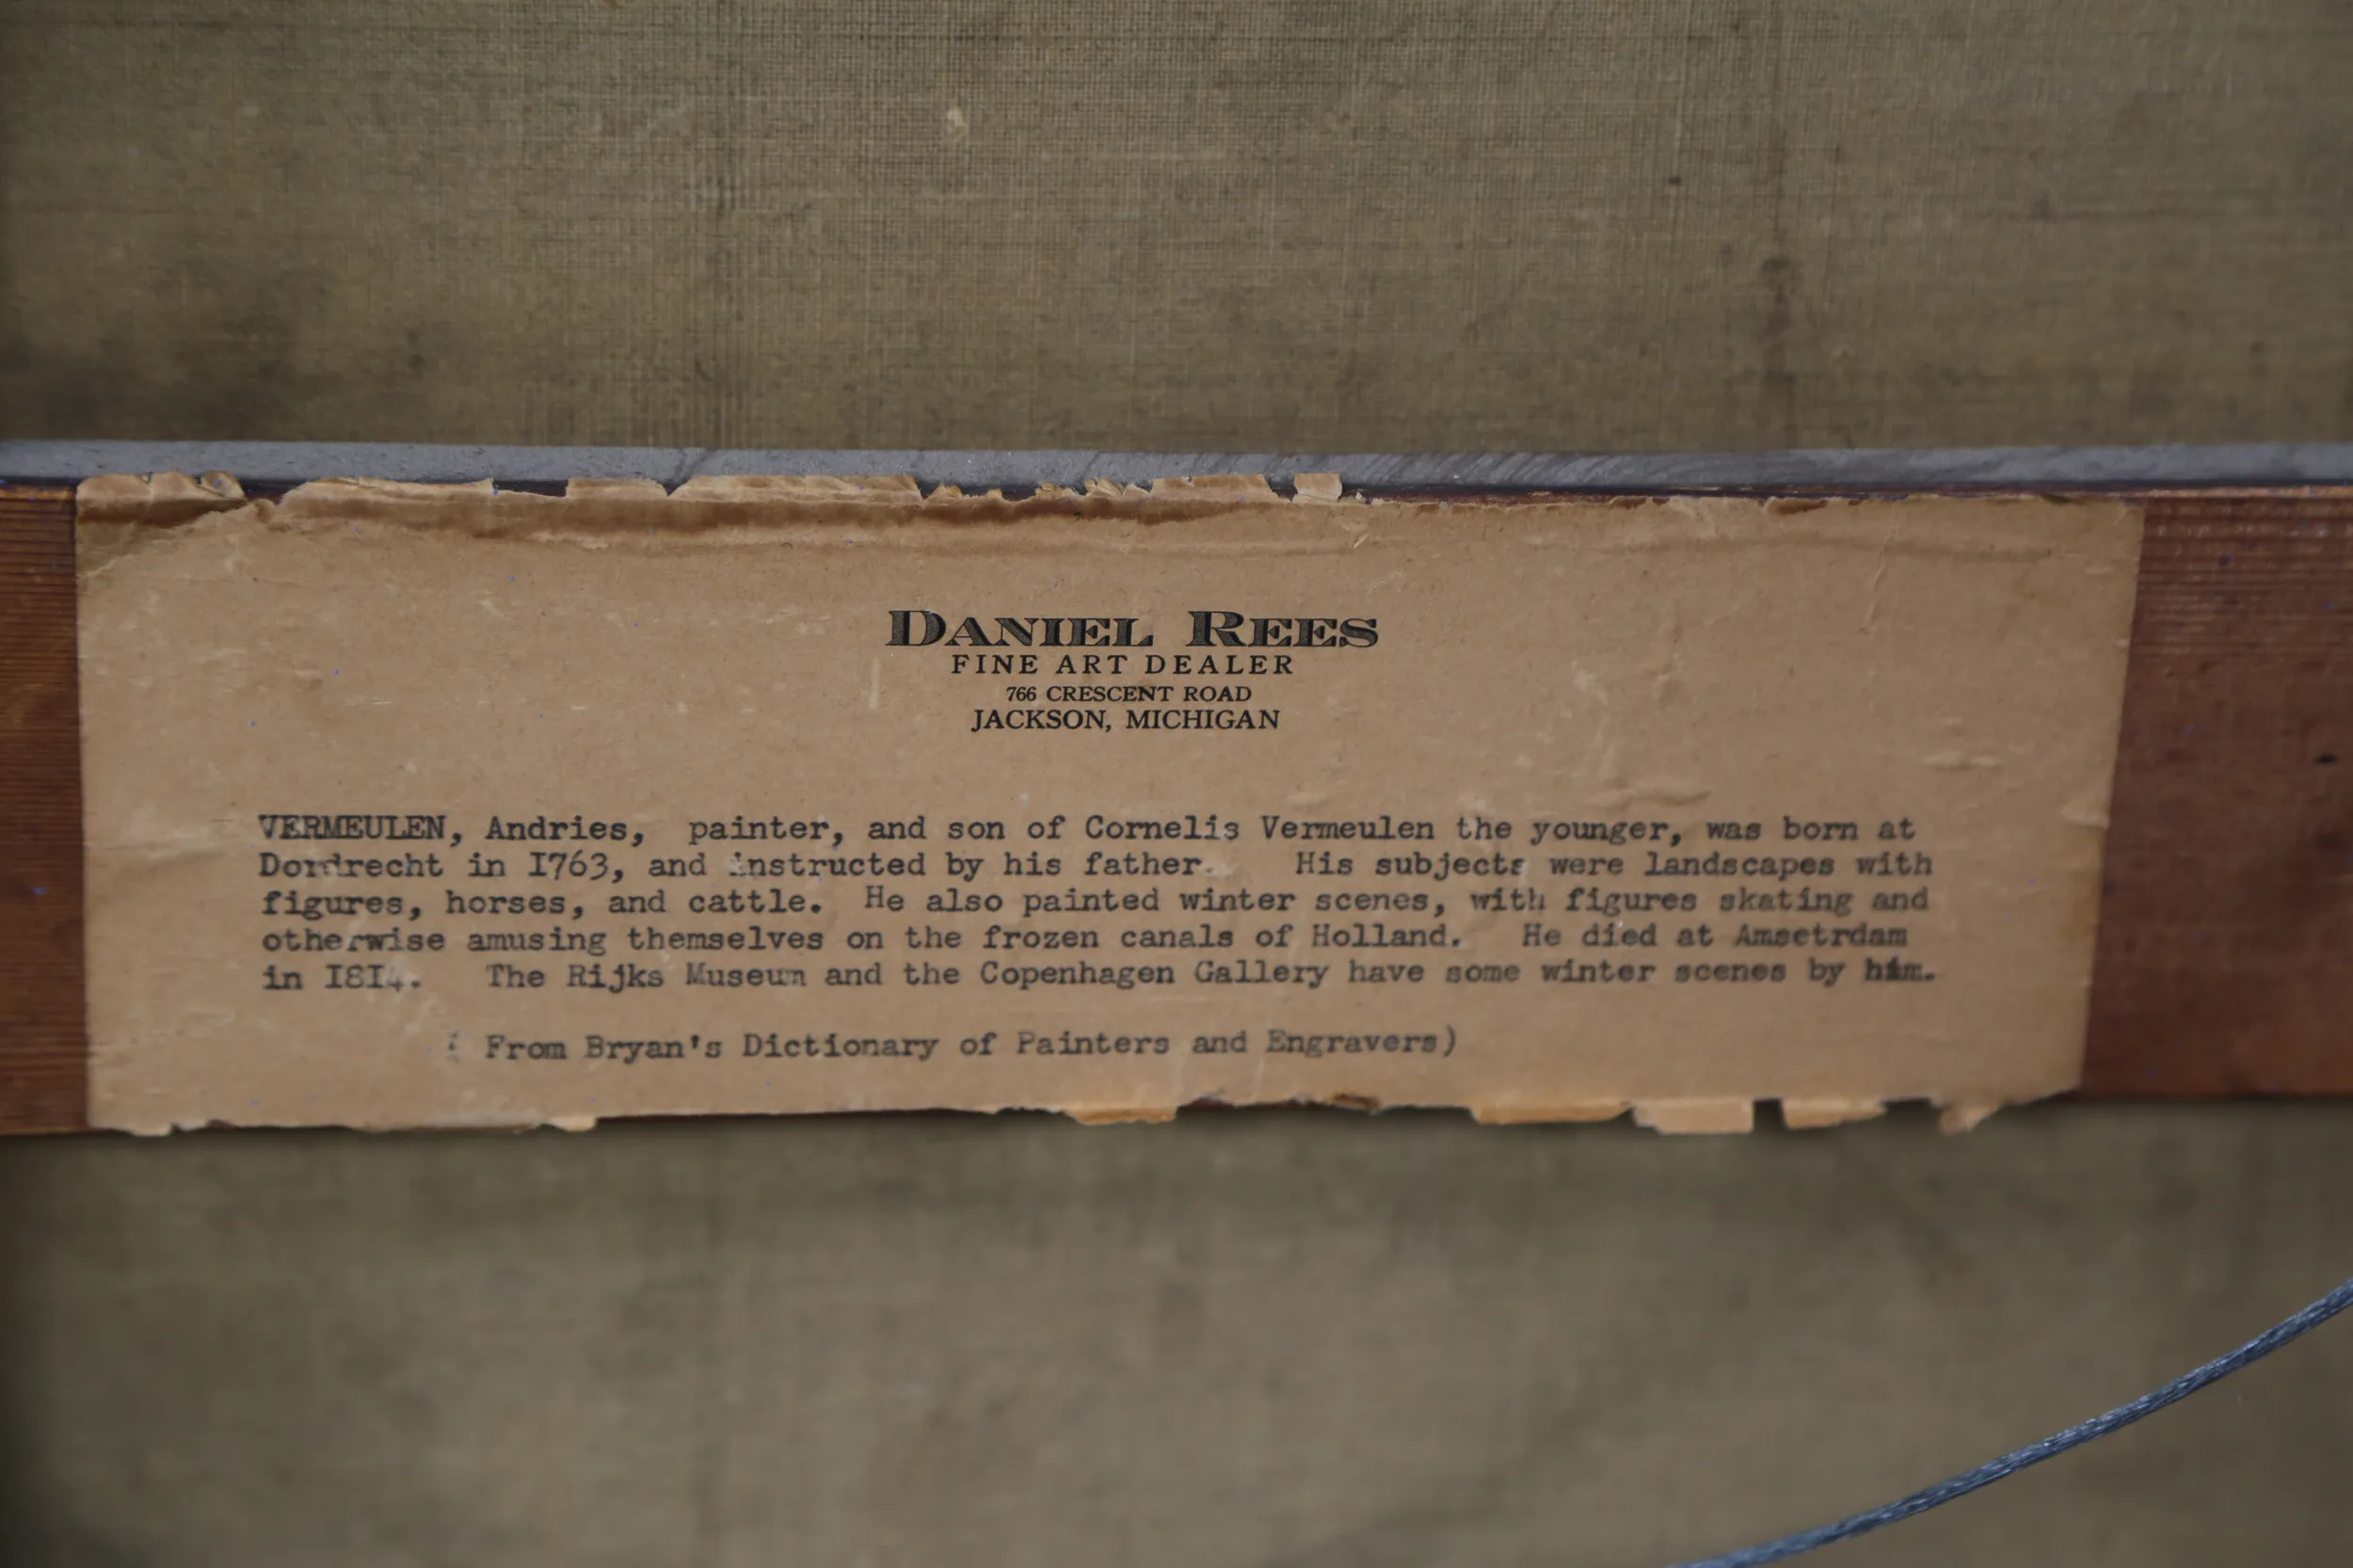 DANIEL REES
FINE ART DEALER
766 CRESCENT ROAD
JACKSON, MICHIGAN
VERMEULEN, Andries, painter, and son of Cornelis Vermeulen the younger, was born at
Dordrecht in I763, and instructed by his father. His subjects were landscapes with
figures, horses, and cattle. He also painted winter scenes, with figures skating and
otherwise amusing themselves on the frozen canals of Holland. He died at Amsetrdam
in I8I4. The Rijks Museum and the Copenhagen Gallery have some winter scenes by him.
( From Bryan's Dictionary of Painters and Engravers)